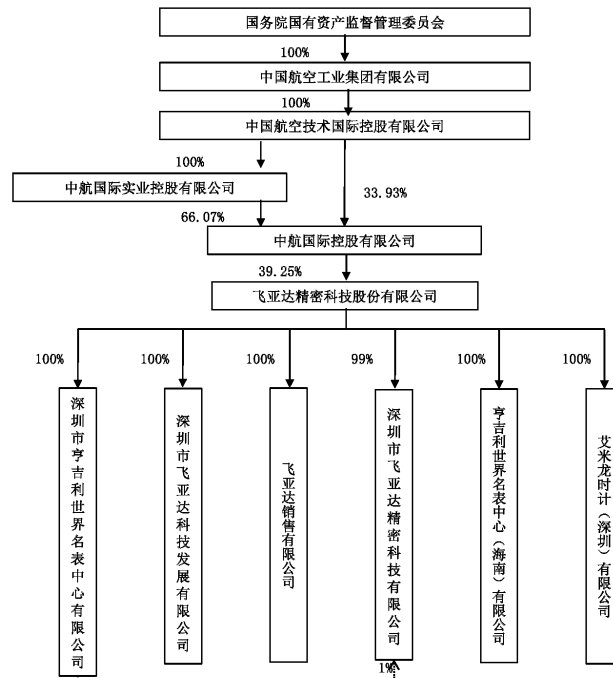 国务院国有资产监督管理委员会
100%
中国航空工业集团有限公司
100%
中国航空技术国际控股有限公司
100%
中航国际实业控股有限公司
33.93%
66.07%
中航国际控股有限公司
39.25%
飞亚达精密科技股份有限公司
100%
100%
100%
99%
100%
100%
深圳市亨吉利世界名表中心有限公司
深圳市飞亚达科技发展有限公司
飞亚达销售有限公司
深圳市飞亚达精密科技有限公司
亨吉利世界名表中心（海南）有限公司
艾米龙时计（深圳）有限公司
1%